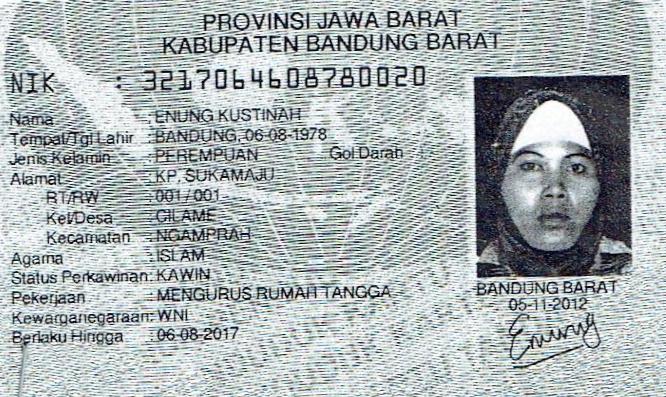 PROVINSI JAWA BARAT
KABUPATEN BANDUNG BARAT
NIK : 3217064608780020
Nama : ENUNG KUSTINAH
Tempat/Tgl Lahir : BANDUNG, 06-08-1978
Jenis Kelamin : PEREMPUAN Gol Darah :
Alamat : KP. SUKAMAJU
RT/RW : 001/001
Kel/Desa : CILAME
Kecamatan : NGAMPRAH
Agama : ISLAM
Status Perkawinan: KAWIN
Pekerjaan : MENGURUS RUMAH TANGGA
Kewarganegaraan: WNI
Berlaku Hingga : 06-08-2017
BANDUNG BARAT
05-11-2012
Enung